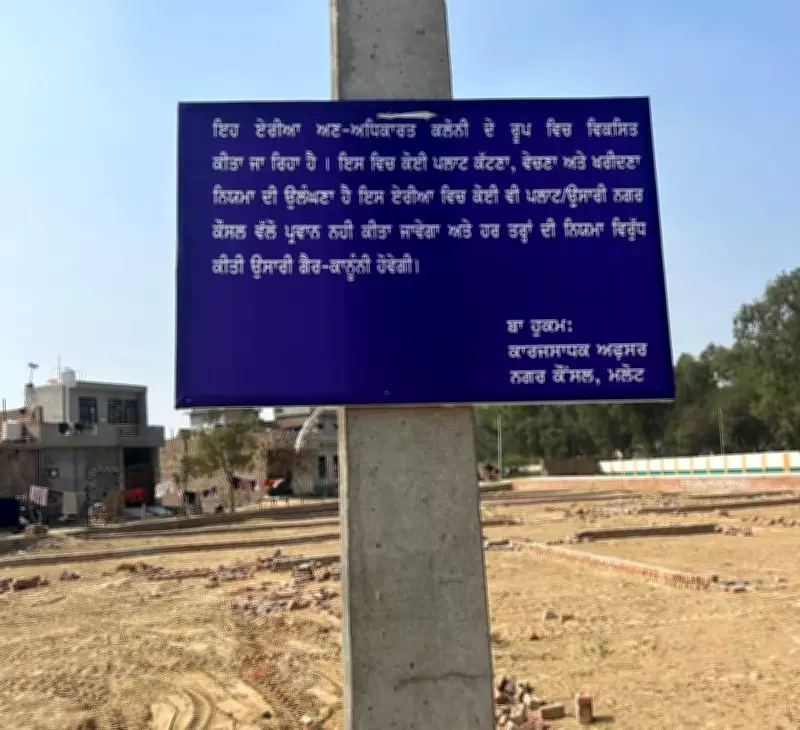 ਇਹ ਏਰੀਆ ਅਣ-ਅਧਿਕਾਰਤ ਕਲੋਨੀ ਦੇ ਰੂਪ ਵਿਚ ਵਿਕਸਿਤ
ਕੀਤਾ ਜਾ ਰਿਹਾ ਹੈ । ਇਸ ਵਿਚ ਕੋਈ ਪਲਾਟ ਕੱਟਣਾ, ਵੇਚਣਾ ਅਤੇ ਖਰੀਦਣਾ
ਨਿਯਮਾ ਦੀ ਉਲੰਘਣਾ ਹੈ ਇਸ ਏਰੀਆ ਵਿਚ ਕੋਈ ਵੀ ਪਲਾਟ/ਉਸਾਰੀ ਨਗਰ
ਕੌਂਸਲ ਵੱਲੋਂ ਪ੍ਰਵਾਨ ਨਹੀ ਕੀਤਾ ਜਾਵੇਗਾ ਅਤੇ ਹਰ ਤਰ੍ਹਾਂ ਦੀ ਨਿਯਮਾ ਵਿਰੁੱਧ
ਕੀਤੀ ਉਸਾਰੀ ਗੈਰ-ਕਾਨੂੰਨੀ ਹੋਵੇਗੀ।
ਬਾ ਹੁਕਮ:
ਕਾਰਜਸਾਧਕ ਅਫ਼ਸਰ
ਨਗਰ ਕੌਂਸਲ, ਮਲੋਟ